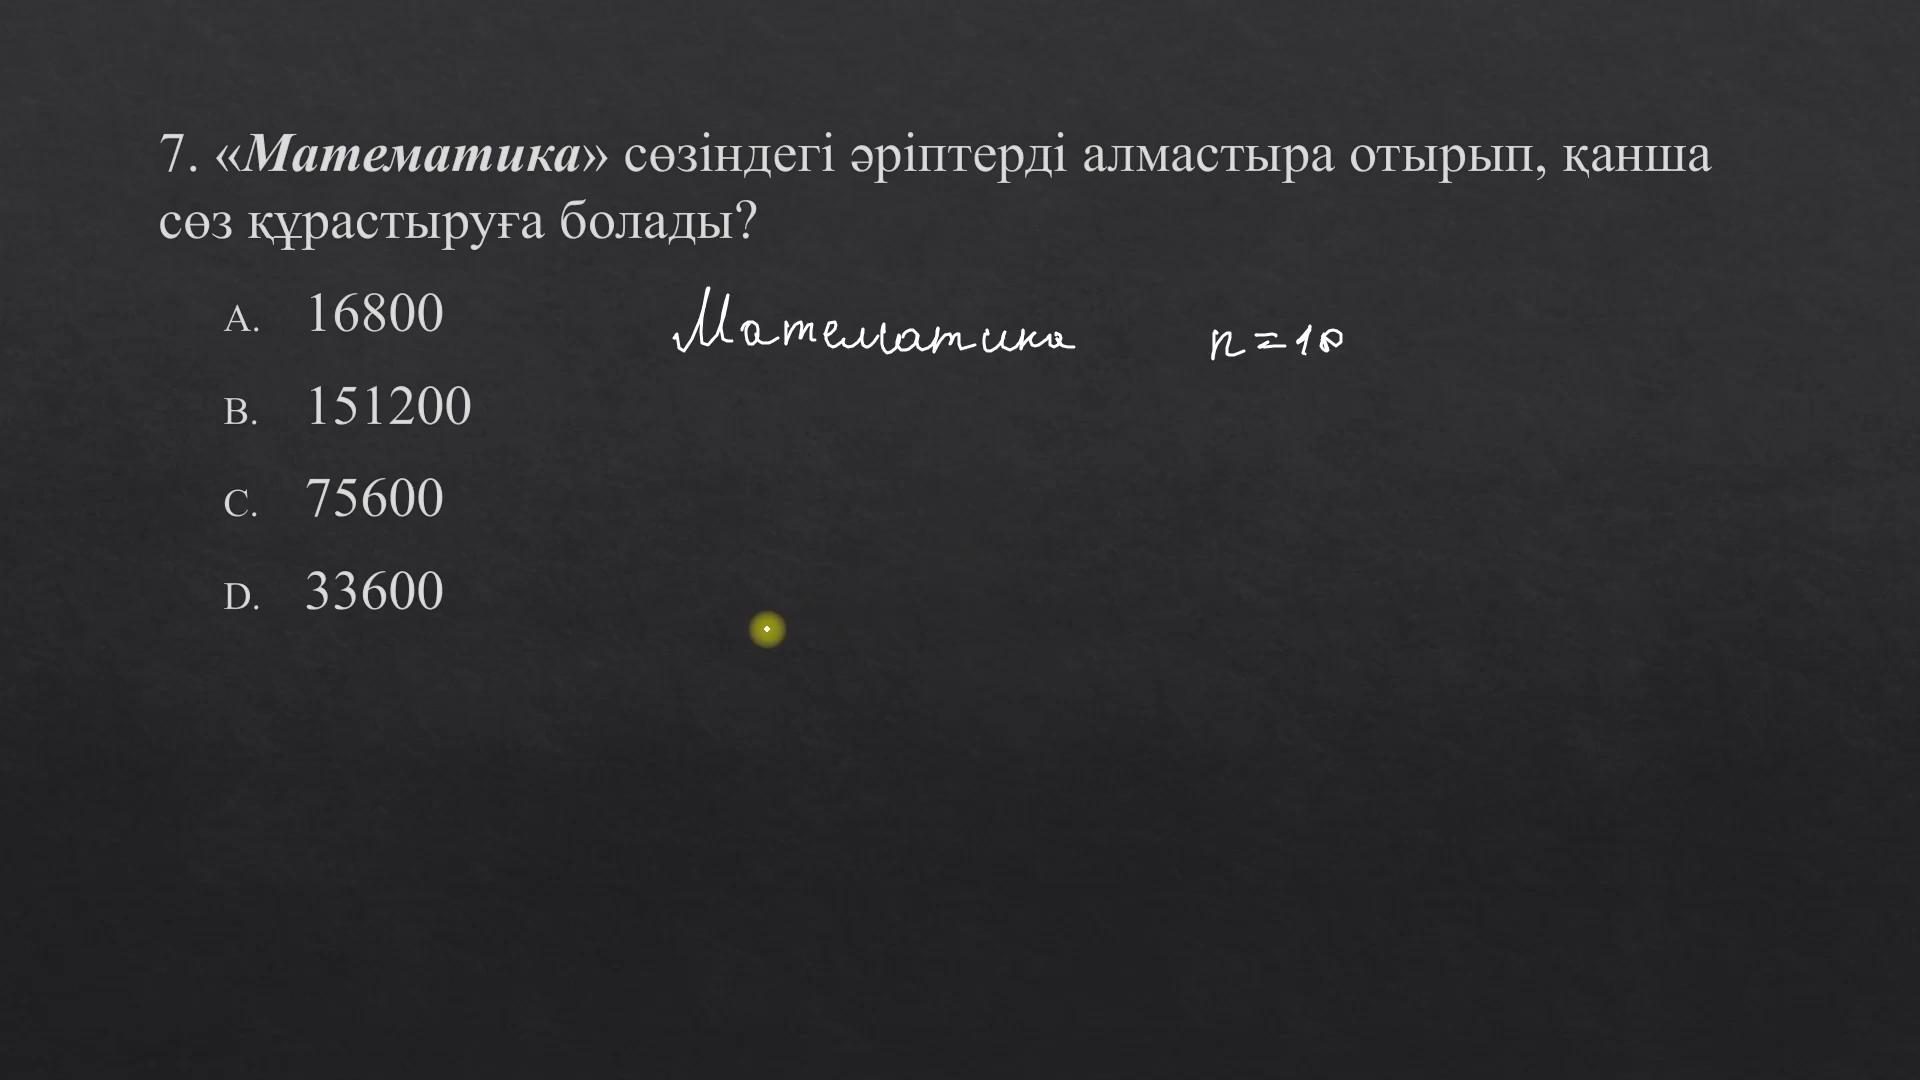 7. «Математика» сөзіндегі әріптерді алмастыра отырып, қанша
сөз құрастыруға болады?
A. 16800
B. 151200
C. 75600
D. 33600
Математика n=10